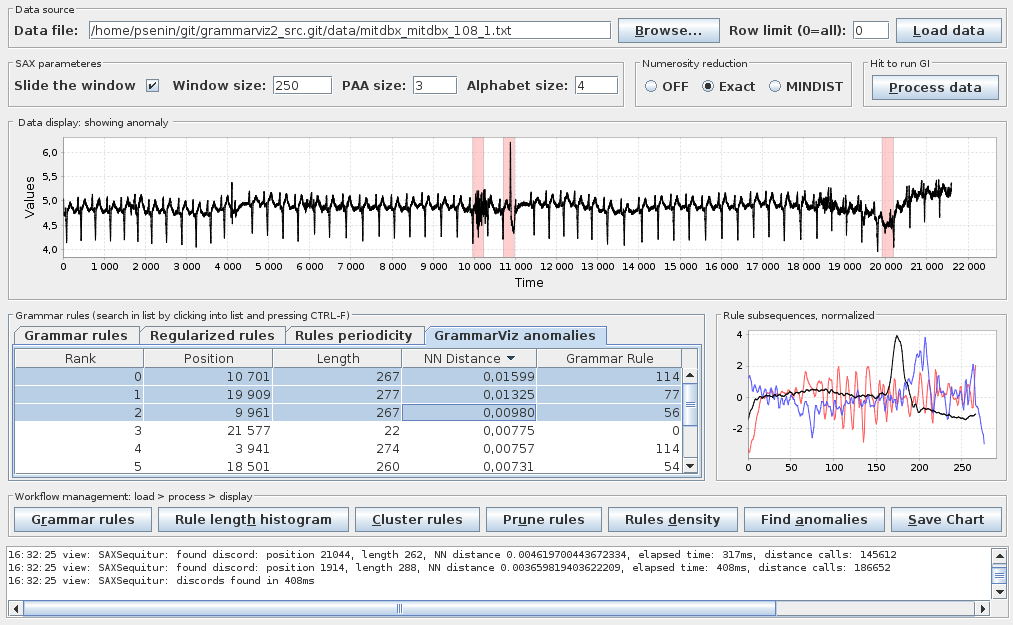 Data source
Data file: /home/psenin/git/grammarviz2_src.git/data/mitdbx_mitdbx_108_1.txt Browse... Row limit (0=all): 0 Load data
SAX parameteres Numerosity reduction Hit to run GI
Slide the window Window size: 250 PAA size: 3 Alphabet size: 4 OFF Exact MINDIST Process data
Data display: showing anomaly
6,0
5,5
5,0
4,5
4,0
Values
0 1 000 2 000 3 000 4 000 5 000 6 000 7 000 8 000 9 000 10 000 11 000 12 000 13 000 14 000 15 000 16 000 17 000 18 000 19 000 20 000 21 000 22 000
Time
Grammar rules (search in list by clicking into list and pressing CTRL-F)
Grammar rules Regularized rules Rules periodicity GrammarViz anomalies
Rank Position Length NN Distance Grammar Rule
0 10 701 267 0,01599 114
1 19 909 277 0,01325 77
2 9 961 267 0,00980 56
3 21 577 22 0,00775 0
4 3 941 274 0,00757 114
5 18 501 260 0,00731 54
Rule subsequences, normalized
4
2
0
-2
0 50 100 150 200 250
Workflow management: load > process > display
Grammar rules Rule length histogram Cluster rules Prune rules Rules density Find anomalies Save Chart
16:32:25 view: SAXSequitur: found discord: position 21044, length 262, NN distance 0.004619700443672334, elapsed time: 317ms, distance calls: 145612
16:32:25 view: SAXSequitur: found discord: position 1914, length 288, NN distance 0.003659819403622209, elapsed time: 408ms, distance calls: 186652
16:32:25 view: SAXSequitur: discords found in 408ms